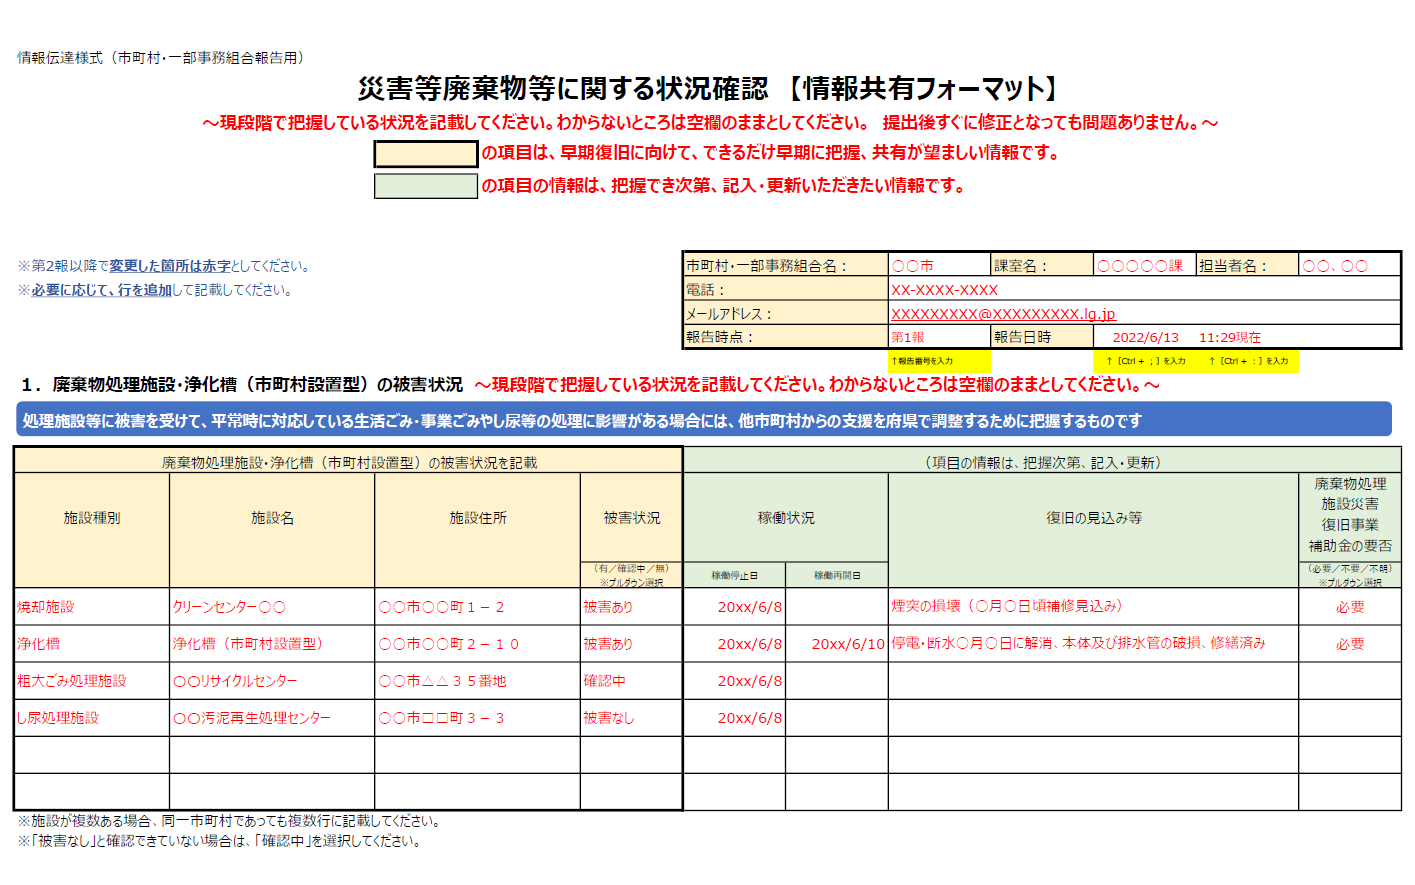 情報伝達様式（市町村・一部事務組合報告用）
災害等廃棄物等に関する状況確認　【情報共有フォーマット】
～現段階で把握している状況を記載してください。わからないところは空欄のままとしてください。　提出後すぐに修正となっても問題ありません。～
の項目は、早期復旧に向けて、できるだけ早期に把握、共有が望ましい情報です。
の項目の情報は、把握でき次第、記入・更新いただきたい情報です。
※第2報以降で変更した箇所は赤字としてください。
※必要に応じて、行を追加して記載してください。
市町村・一部事務組合名： 〇〇市 課室名： 〇〇〇〇〇課 担当者名： 〇〇、〇〇
電話： XX-XXXX-XXXX
メールアドレス： XXXXXXXXX@XXXXXXXXX.lg.jp
報告時点： 第1報 報告日時 2022/6/13 11:29現在
↑報告番号を入力 ↑［Ctrl + ；］を入力 ↑［Ctrl + ：］を入力
１．廃棄物処理施設・浄化槽（市町村設置型）の被害状況　～現段階で把握している状況を記載してください。わからないところは空欄のままとしてください。～
処理施設等に被害を受けて、平常時に対応している生活ごみ・事業ごみやし尿等の処理に影響がある場合には、他市町村からの支援を府県で調整するために把握するものです
廃棄物処理施設・浄化槽（市町村設置型）の被害状況を記載 （項目の情報は、把握次第、記入・更新）
施設種別 施設名 施設住所 被害状況 稼働状況 復旧の見込み等 廃棄物処理
施設災害
復旧事業
補助金の要否
（有／確認中／無） 稼働停止日 稼働再開日 （必要／不要／不明）
※プルダウン選択 ※プルダウン選択
焼却施設 クリーンセンター〇〇 〇〇市〇〇町１－２ 被害あり 20xx/6/8 煙突の損壊（〇月〇日頃補修見込み） 必要
浄化槽 浄化槽（市町村設置型） 〇〇市〇〇町２－１０ 被害あり 20xx/6/8 20xx/6/10 停電・断水〇月〇日に解消、本体及び排水管の破損、修繕済み 必要
粗大ごみ処理施設 〇〇リサイクルセンター 〇〇市△△３５番地 確認中 20xx/6/8
し尿処理施設 〇〇汚泥再生処理センター 〇〇市□□町３－３ 被害なし 20xx/6/8
※施設が複数ある場合、同一市町村であっても複数行に記載してください。
※「被害なし」と確認できていない場合は、「確認中」を選択してください。